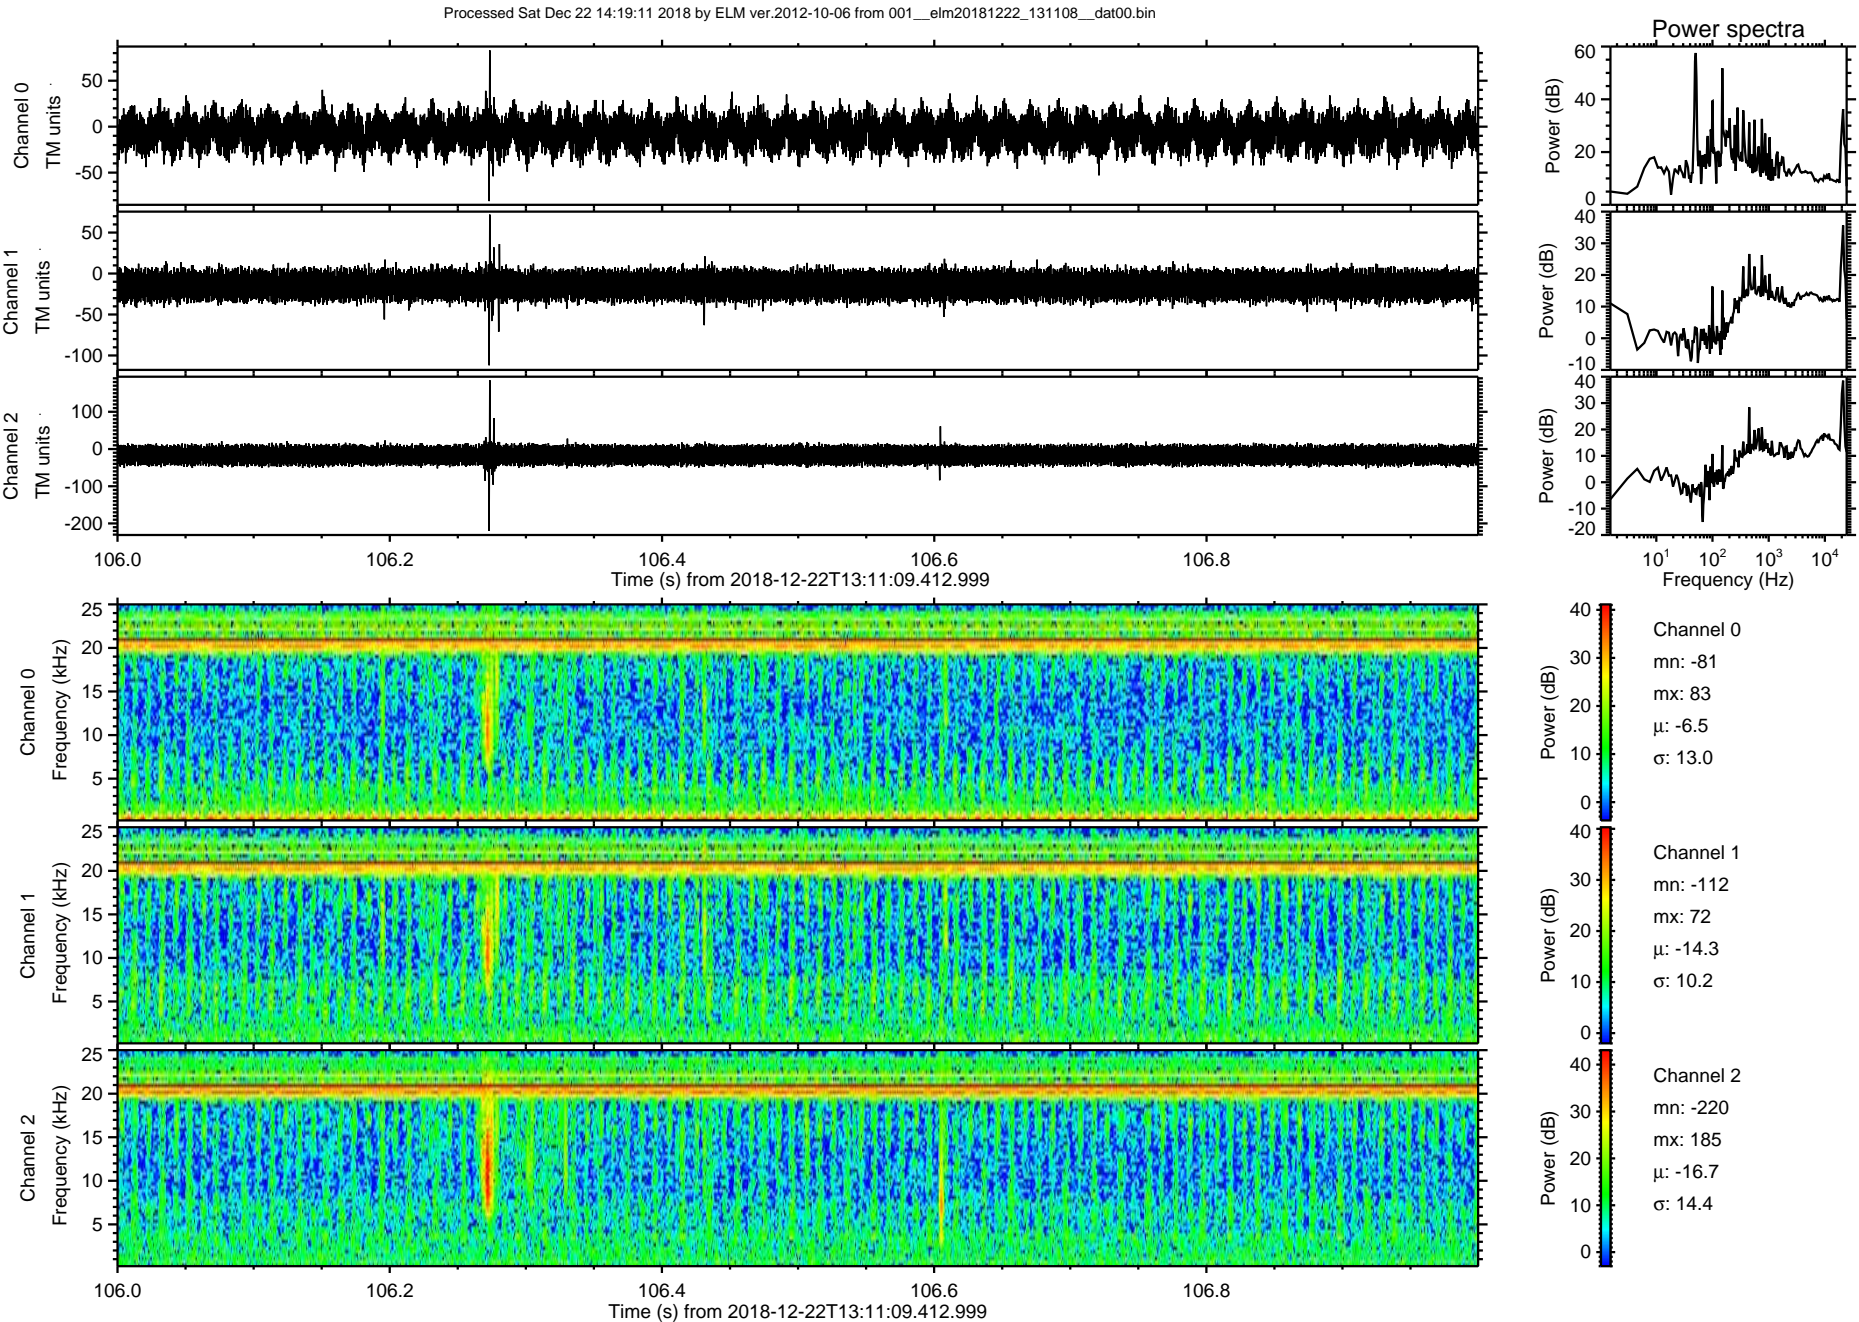 Processed Sat Dec 22 14:19:11 2018 by ELM ver.2012-10-06 from 001__elm20181222_131108__dat00.bin
Power spectra
Channel 0
TM units
50
0
-50
Power (dB)
60
40
20
0
Channel 1
TM units
50
0
-50
-100
Power (dB)
40
30
20
10
0
-10
Channel 2
TM units
100
0
-100
-200
Power (dB)
40
30
20
10
0
-10
-20
106.0 106.2 106.4 106.6 106.8
Time (s) from 2018-12-22T13:11:09.412.999
10¹ 10² 10³ 10⁴
Frequency (Hz)
Channel 0
Frequency (kHz)
25
20
15
10
5
Power (dB)
40
30
20
10
0
Channel 0
mn: -81
mx: 83
μ: -6.5
σ: 13.0
Channel 1
Frequency (kHz)
25
20
15
10
5
Power (dB)
40
30
20
10
0
Channel 1
mn: -112
mx: 72
μ: -14.3
σ: 10.2
Channel 2
Frequency (kHz)
25
20
15
10
5
Power (dB)
40
30
20
10
0
Channel 2
mn: -220
mx: 185
μ: -16.7
σ: 14.4
106.0 106.2 106.4 106.6 106.8
Time (s) from 2018-12-22T13:11:09.412.999